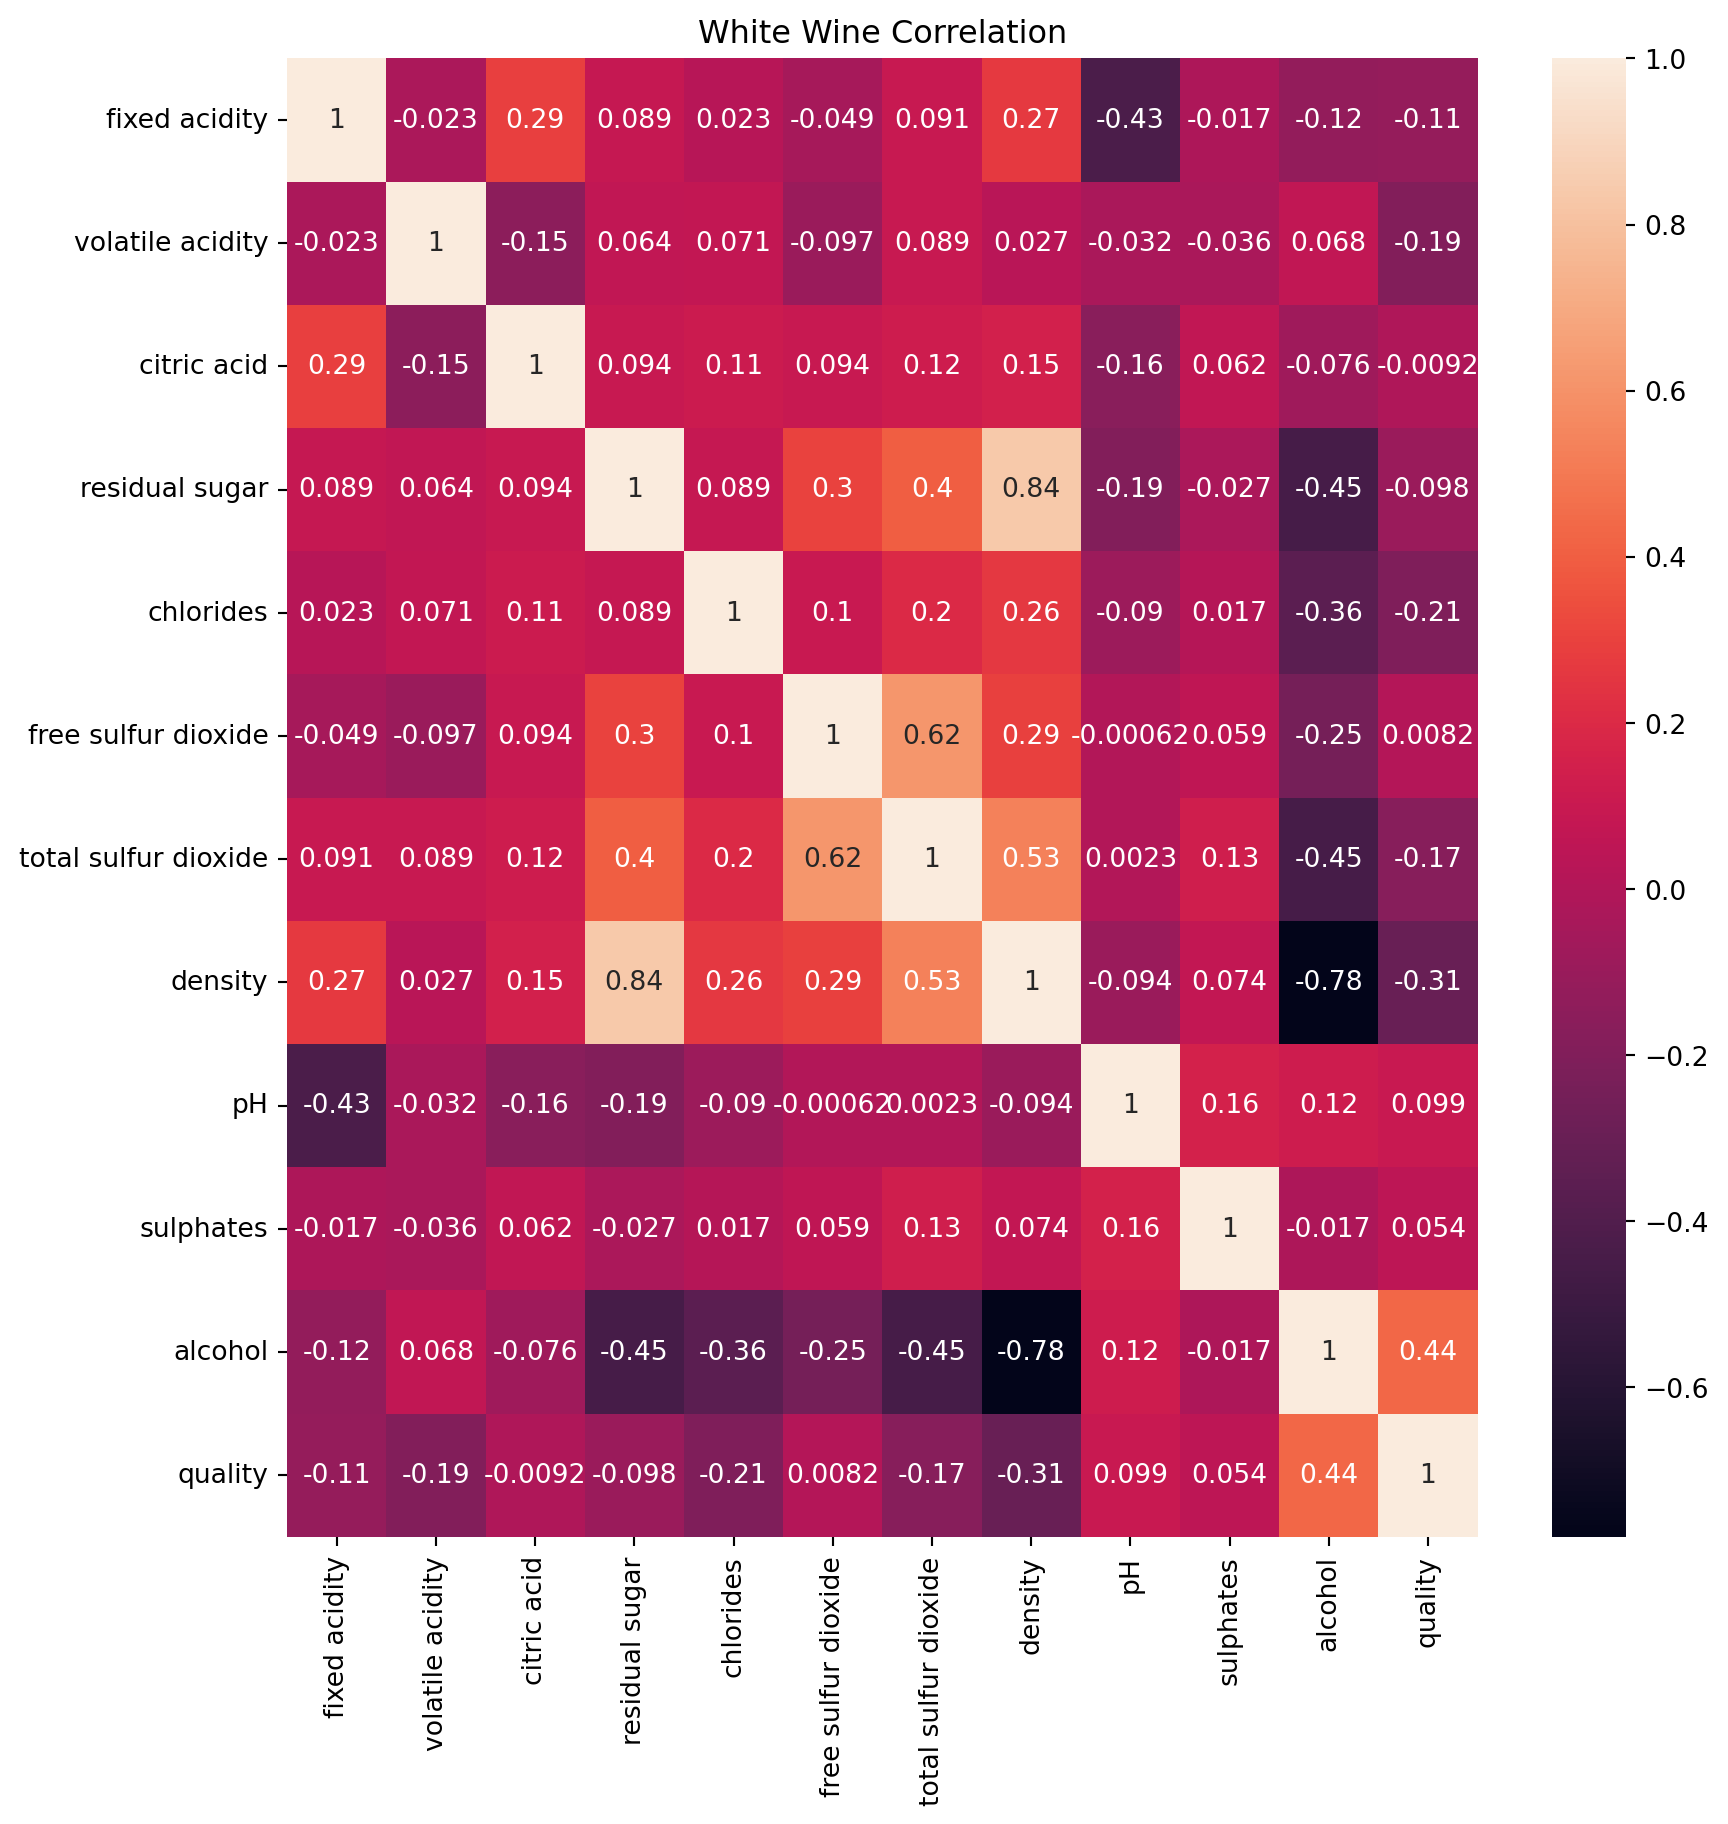 White Wine Correlation
fixed acidity 1 -0.023 0.29 0.089 0.023 -0.049 0.091 0.27 -0.43 -0.017 -0.12 -0.11
volatile acidity -0.023 1 -0.15 0.064 0.071 -0.097 0.089 0.027 -0.032 -0.036 0.068 -0.19
citric acid 0.29 -0.15 1 0.094 0.11 0.094 0.12 0.15 -0.16 0.062 -0.076 -0.0092
residual sugar 0.089 0.064 0.094 1 0.089 0.3 0.4 0.84 -0.19 -0.027 -0.45 -0.098
chlorides 0.023 0.071 0.11 0.089 1 0.1 0.2 0.26 -0.09 0.017 -0.36 -0.21
free sulfur dioxide -0.049 -0.097 0.094 0.3 0.1 1 0.62 0.29 -0.00062 0.059 -0.25 0.0082
total sulfur dioxide 0.091 0.089 0.12 0.4 0.2 0.62 1 0.53 0.0023 0.13 -0.45 -0.17
density 0.27 0.027 0.15 0.84 0.26 0.29 0.53 1 -0.094 0.074 -0.78 -0.31
pH -0.43 -0.032 -0.16 -0.19 -0.09 -0.00062 0.0023 -0.094 1 0.16 0.12 0.099
sulphates -0.017 -0.036 0.062 -0.027 0.017 0.059 0.13 0.074 0.16 1 -0.017 0.054
alcohol -0.12 0.068 -0.076 -0.45 -0.36 -0.25 -0.45 -0.78 0.12 -0.017 1 0.44
quality -0.11 -0.19 -0.0092 -0.098 -0.21 0.0082 -0.17 -0.31 0.099 0.054 0.44 1
fixed acidity
volatile acidity
citric acid
residual sugar
chlorides
free sulfur dioxide
total sulfur dioxide
density
pH
sulphates
alcohol
quality
1.0
0.8
0.6
0.4
0.2
0.0
−0.2
−0.4
−0.6